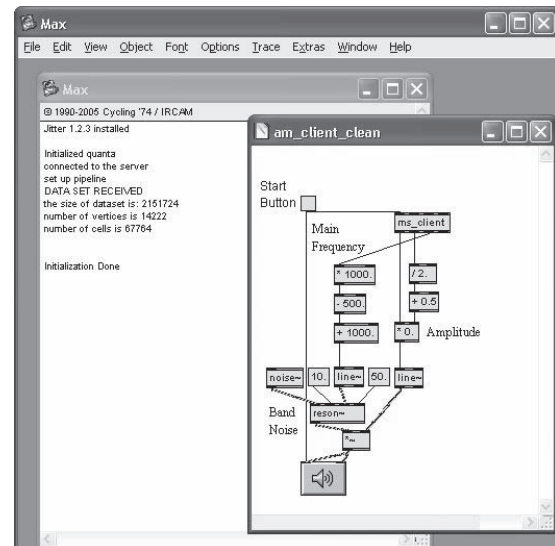 Max
File Edit View Object Font Options Trace Extras Window Help
Max
@ 1990-2005 Cycling '74 / IRCAM
Jitter 1.2.3 installed
Initialized quanta
connected to the server
set up pipeline
DATA SET RECEIVED
the size of dataset is: 2151724
number of vertices is 14222
number of cells is 67764
Initialization Done
am_client_clean
Start
Button
ms_client
Main
Frequency
* 1000.
/ 2.
- 500.
+ 0.5
+ 1000.
* 0.
Amplitude
noise~
10.
line~
50.
line~
Band
Noise
reson~
*~